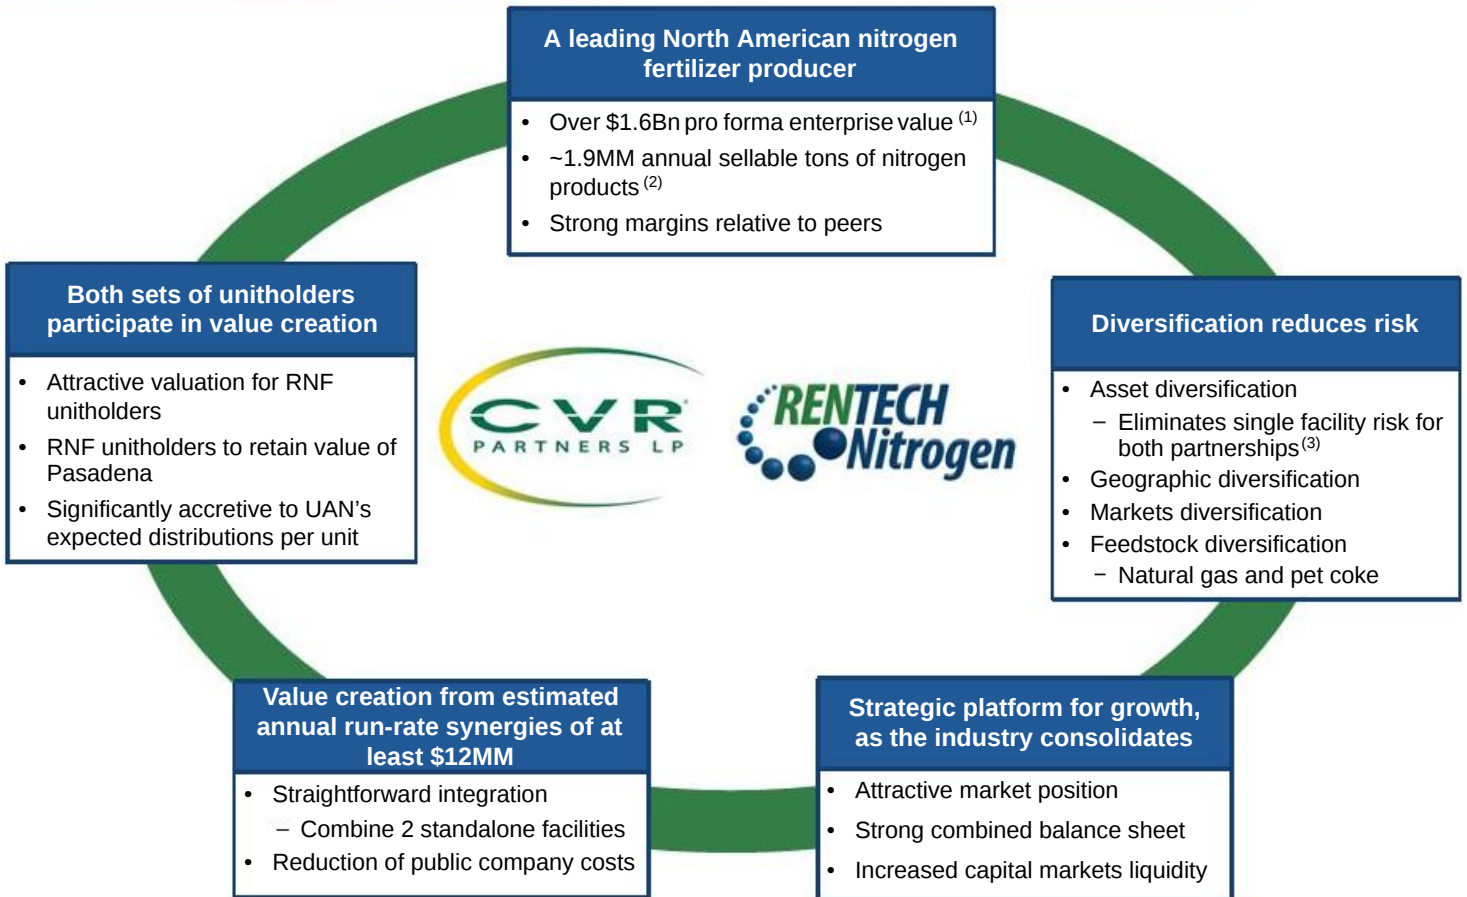 A leading North American nitrogen
fertilizer producer
• Over $1.6Bn pro forma enterprise value (1)
• ~1.9MM annual sellable tons of nitrogen
products (2)
• Strong margins relative to peers
Both sets of unitholders
participate in value creation
• Attractive valuation for RNF
unitholders
• RNF unitholders to retain value of
Pasadena
• Significantly accretive to UAN's
expected distributions per unit
CVR
PARTNERS LP
RENTECH
Nitrogen
Diversification reduces risk
• Asset diversification
– Eliminates single facility risk for
both partnerships (3)
• Geographic diversification
• Markets diversification
• Feedstock diversification
– Natural gas and pet coke
Value creation from estimated
annual run-rate synergies of at
least $12MM
• Straightforward integration
– Combine 2 standalone facilities
• Reduction of public company costs
Strategic platform for growth,
as the industry consolidates
• Attractive market position
• Strong combined balance sheet
• Increased capital markets liquidity